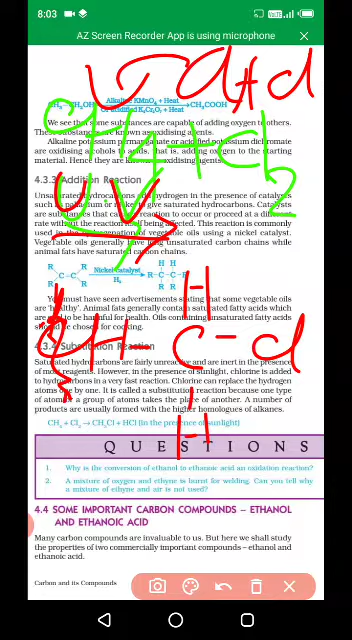 8:03
AZ Screen Recorder App is using microphone
CH₃–CH₂OH Alkaline KMnO₄ + Heat / Or acidified K₂Cr₂O₇ + Heat → CH₃COOH
We see that some substances are capable of adding oxygen to others.
These substances are known as oxidising agents.
Alkaline potassium permanganate or acidified potassium dichromate
are oxidising alcohols to acids, that is, adding oxygen to the starting
material. Hence they are known as oxidising agents.
4.3.3 Addition Reaction
Unsaturated hydrocarbons add hydrogen in the presence of catalysts
such as palladium or nickel to give saturated hydrocarbons. Catalysts
are substances that cause a reaction to occur or proceed at a different
rate without the reaction itself being affected. This reaction is commonly
used in the hydrogenation of vegetable oils using a nickel catalyst.
Vegetable oils generally have long unsaturated carbon chains while
animal fats have saturated carbon chains.
Nickel catalyst
H₂
You must have seen advertisements stating that some vegetable oils
are 'healthy'. Animal fats generally contain saturated fatty acids which
are said to be harmful for health. Oils containing unsaturated fatty acids
should be chosen for cooking.
4.3.4 Substitution Reaction
Saturated hydrocarbons are fairly unreactive and are inert in the presence
of most reagents. However, in the presence of sunlight, chlorine is added
to hydrocarbons in a very fast reaction. Chlorine can replace the hydrogen
atoms one by one. It is called a substitution reaction because one type
of atom or a group of atoms takes the place of another. A number of
products are usually formed with the higher homologues of alkanes.
CH₄ + Cl₂ → CH₃Cl + HCl (in the presence of sunlight)
QUESTIONS
1. Why is the conversion of ethanol to ethanoic acid an oxidation reaction?
2. A mixture of oxygen and ethyne is burnt for welding. Can you tell why
a mixture of ethyne and air is not used?
4.4 SOME IMPORTANT CARBON COMPOUNDS – ETHANOL
AND ETHANOIC ACID
Many carbon compounds are invaluable to us. But here we shall study
the properties of two commercially important compounds – ethanol and
ethanoic acid.
Carbon and its Compounds